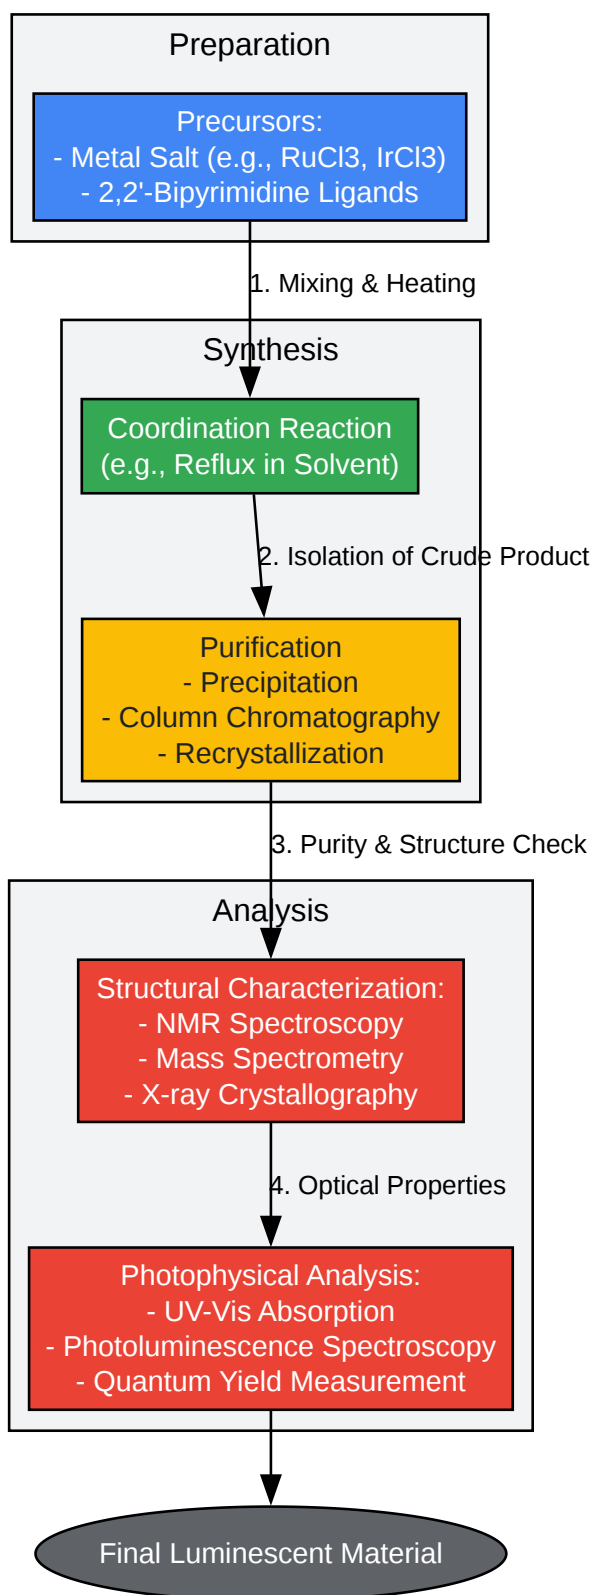 Preparation
Precursors:
- Metal Salt (e.g., RuCl3, IrCl3)
- 2,2'-Bipyrimidine Ligands
1. Mixing & Heating
Synthesis
Coordination Reaction
(e.g., Reflux in Solvent)
2. Isolation of Crude Product
Purification
- Precipitation
- Column Chromatography
- Recrystallization
3. Purity & Structure Check
Analysis
Structural Characterization:
- NMR Spectroscopy
- Mass Spectrometry
- X-ray Crystallography
4. Optical Properties
Photophysical Analysis:
- UV-Vis Absorption
- Photoluminescence Spectroscopy
- Quantum Yield Measurement
Final Luminescent Material